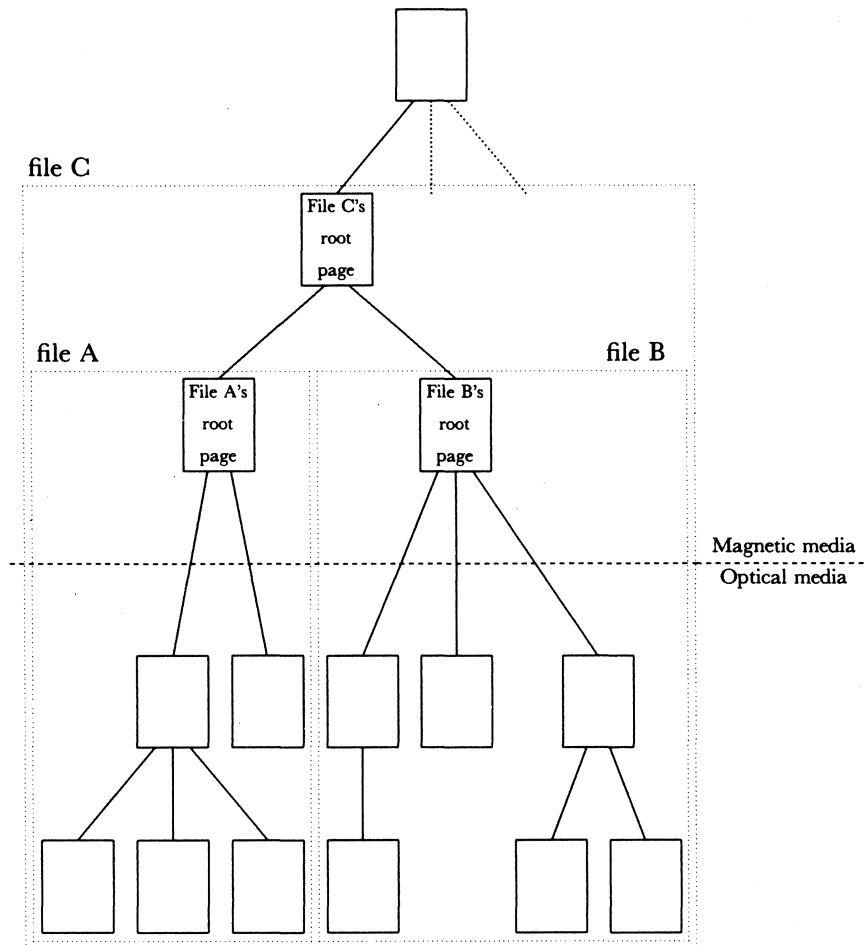 file C
File C's
root
page
file A
file B
File A's
root
page
File B's
root
page
Magnetic media
Optical media